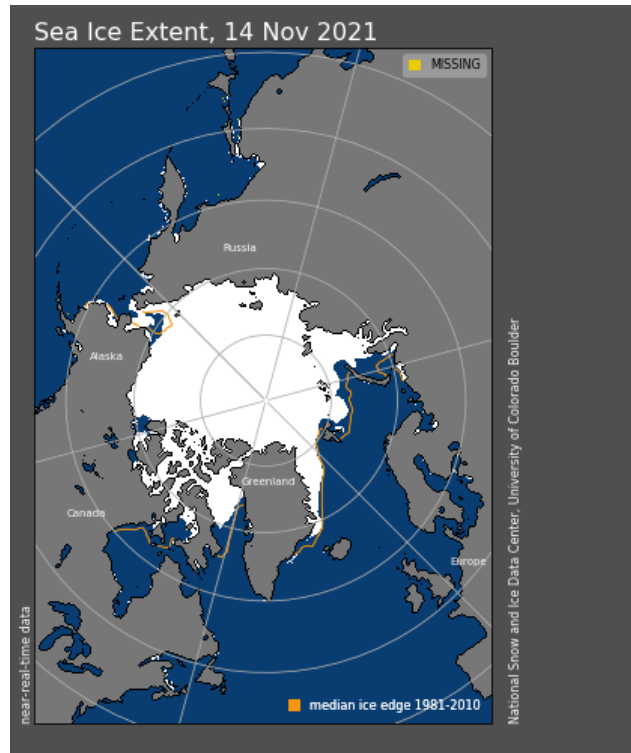 Sea Ice Extent, 14 Nov 2021
MISSING
Russia
Alaska
Greenland
Canada
Europe
near-real-time data
median ice edge 1981-2010
National Snow and Ice Data Center, University of Colorado Boulder